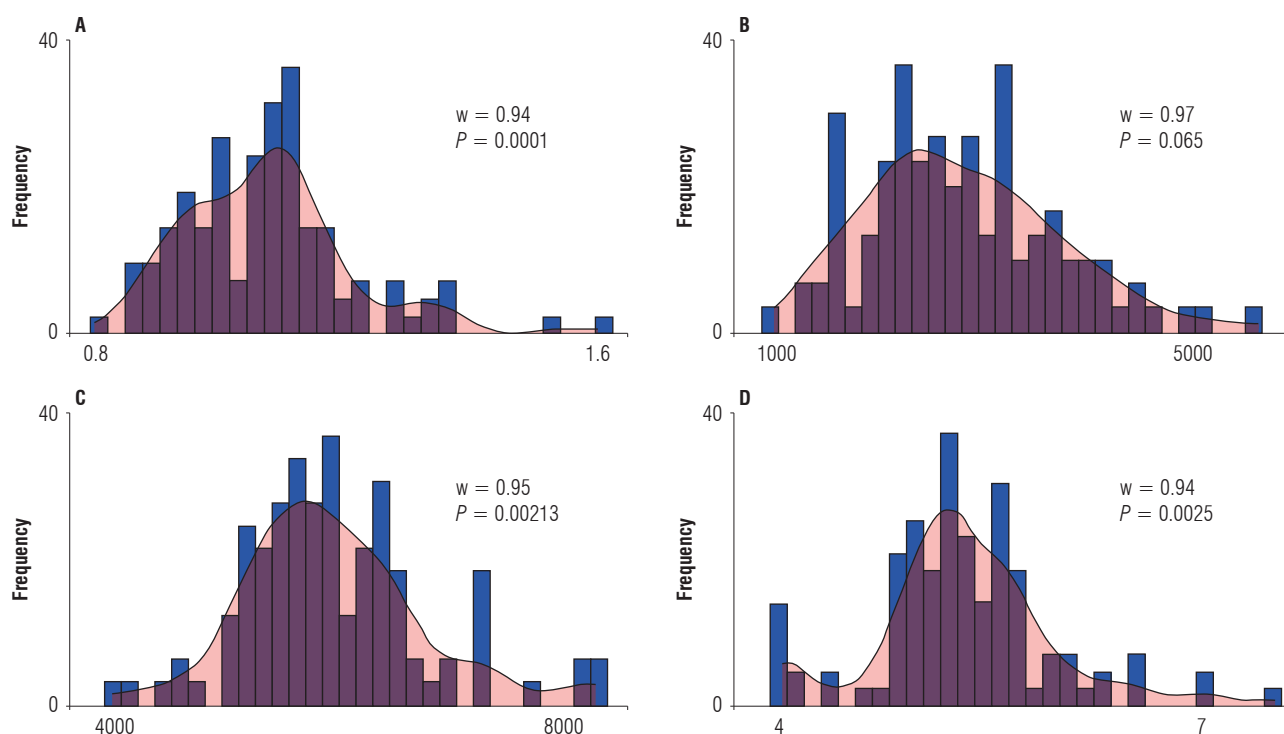 A
40
Frequency
0
w = 0.94
P = 0.0001
0.8
1.6
B
40
Frequency
0
w = 0.97
P = 0.065
1000
5000
C
40
Frequency
0
w = 0.95
P = 0.00213
4000
8000
D
40
Frequency
0
w = 0.94
P = 0.0025
4
7